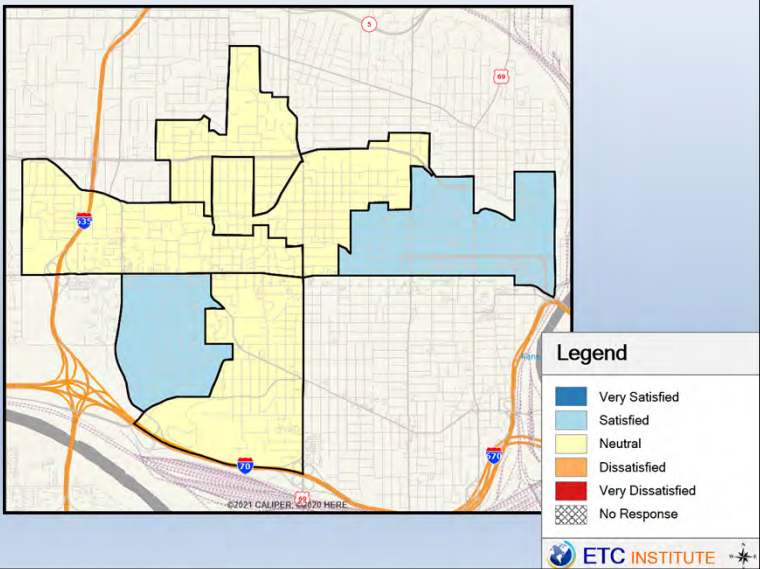 5
69
635
Legend
Very Satisfied
Satisfied
Neutral
Dissatisfied
Very Dissatisfied
No Response
70
670
69
©2021 CALIPER, ©2020 HERE
ETC INSTITUTE